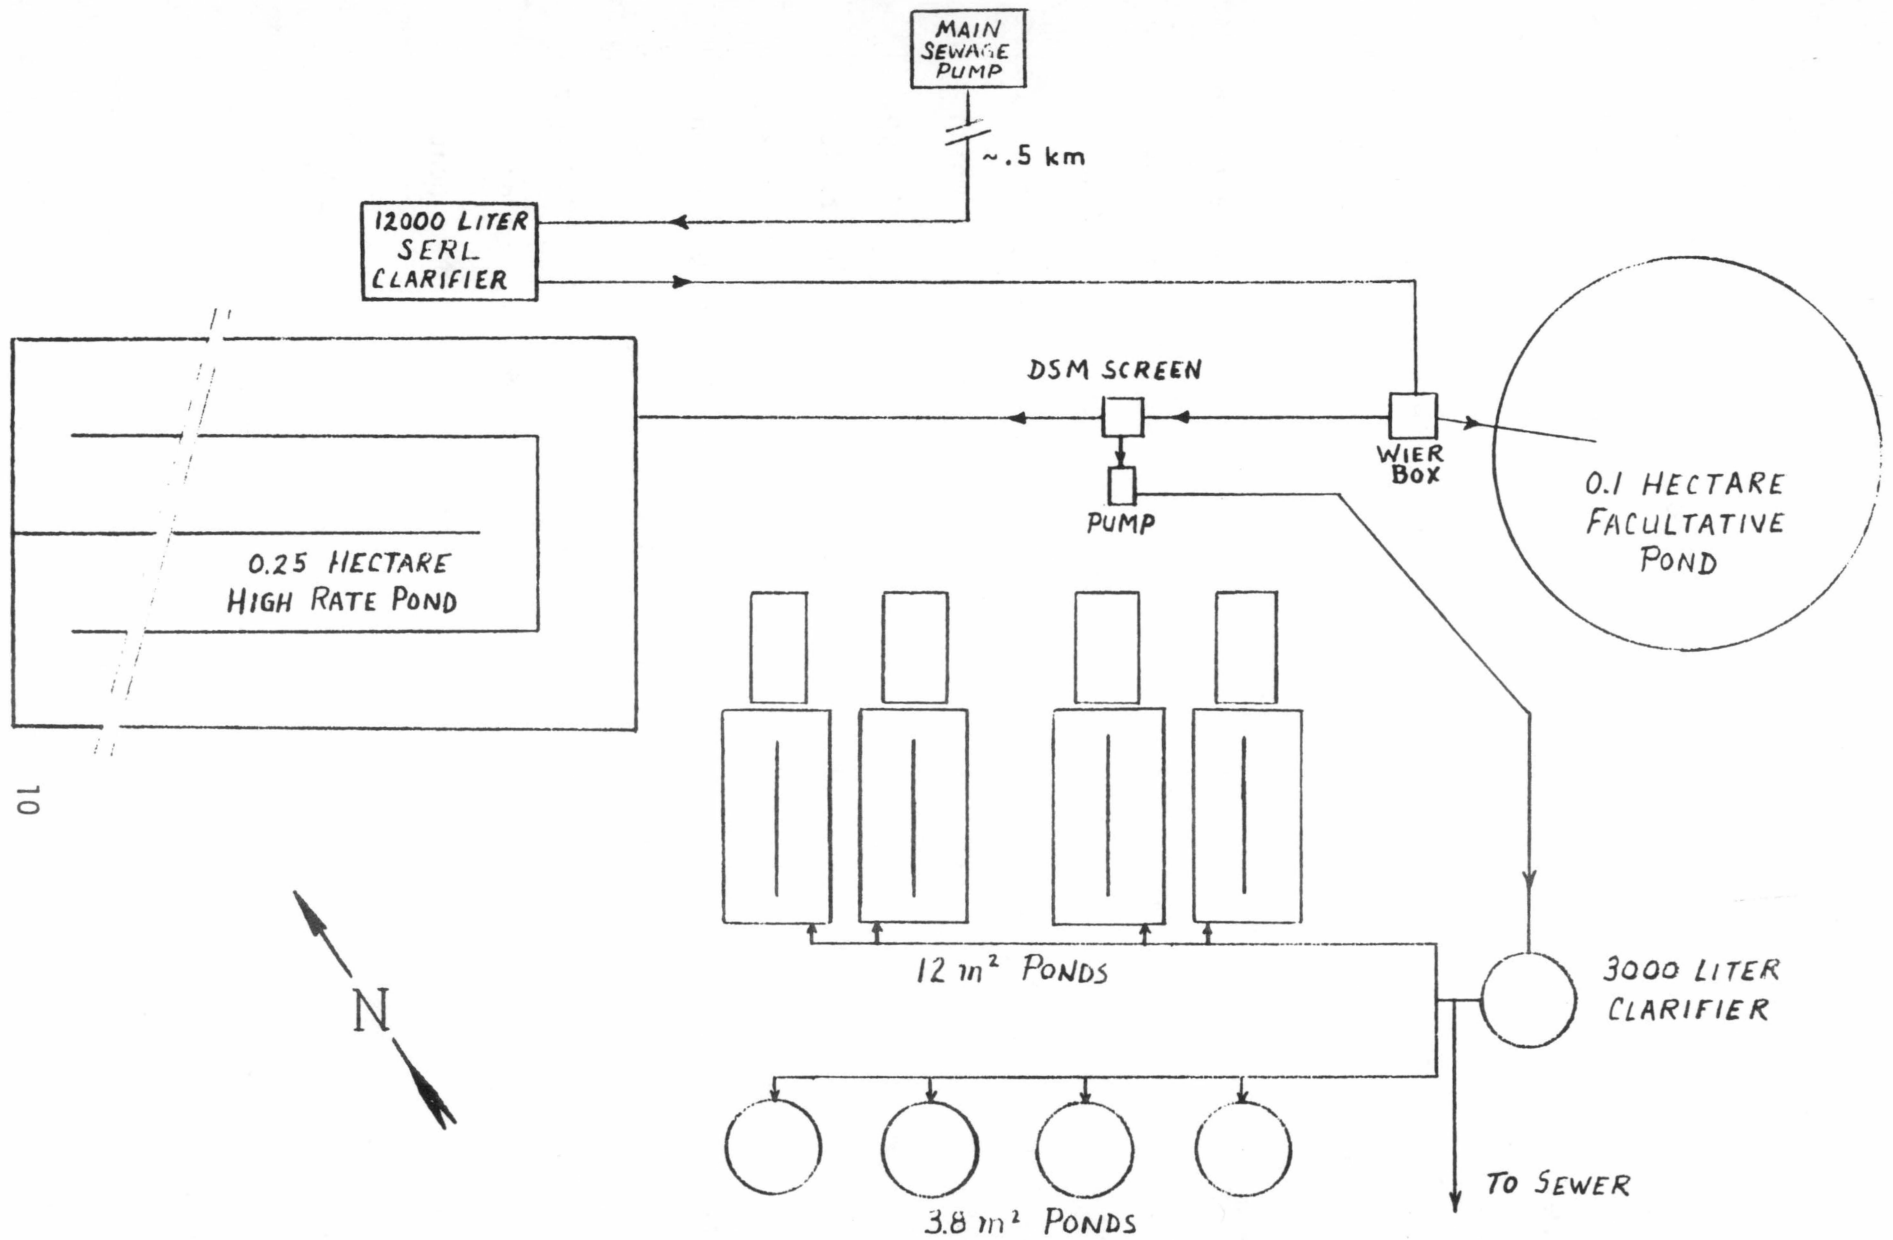 MAIN
SEWAGE
PUMP
~.5 km
12000 LITER
SERL
CLARIFIER
DSM SCREEN
WIER
BOX
PUMP
0.1 HECTARE
FACULTATIVE
POND
0.25 HECTARE
HIGH RATE POND
10
N
12 m² PONDS
3000 LITER
CLARIFIER
TO SEWER
3.8 m² PONDS